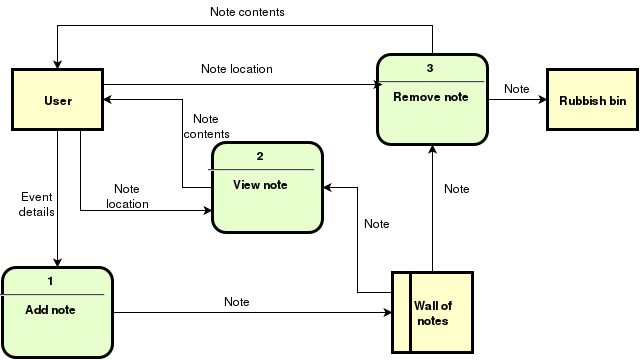 Note contents
Note location
3
Remove note
Note
Rubbish bin
User
Note
contents
2
View note
Note
location
Event
details
Note
Note
1
Add note
Note
Wall of
notes